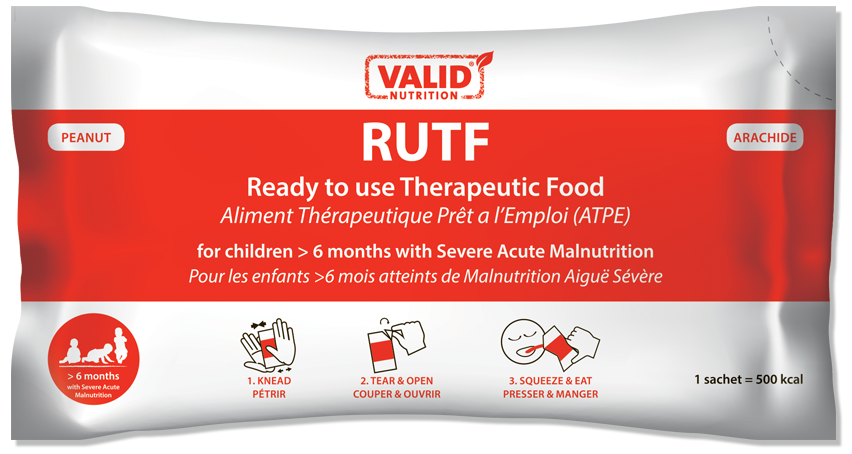 VALID®
NUTRITION
PEANUT
RUTF
ARACHIDE
Ready to use Therapeutic Food
Aliment Thérapeutique Prêt a l’Emploi (ATPE)
for children > 6 months with Severe Acute Malnutrition
Pour les enfants >6 mois atteints de Malnutrition Aiguë Sévère
> 6 months
with Severe Acute
Malnutrition
1. KNEAD
PÉTRIR
2. TEAR & OPEN
COUPER & OUVRIR
3. SQUEEZE & EAT
PRESSER & MANGER
1 sachet = 500 kcal